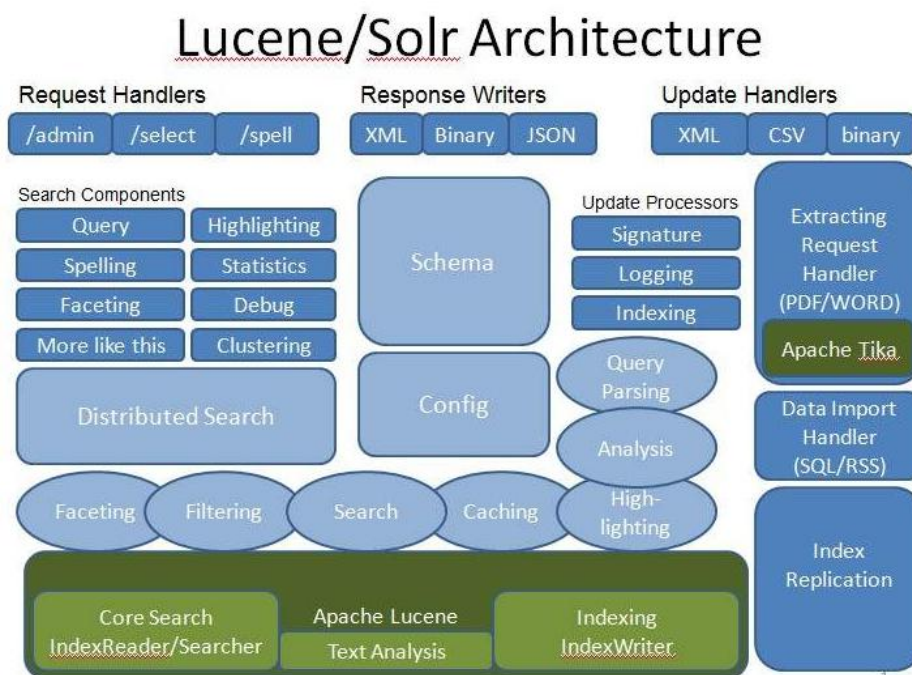 Lucene/Solr Architecture
Request Handlers
/admin /select /spell
Response Writers
XML Binary JSON
Update Handlers
XML CSV binary
Search Components
Query Highlighting
Spelling Statistics
Faceting Debug
More like this Clustering
Distributed Search
Schema
Config
Update Processors
Signature
Logging
Indexing
Query
Parsing
Analysis
High-
lighting
Extracting
Request
Handler
(PDF/WORD)
Apache Tika
Data Import
Handler
(SQL/RSS)
Index
Replication
Faceting Filtering Search Caching
Core Search
IndexReader/Searcher
Apache Lucene
Text Analysis
Indexing
IndexWriter